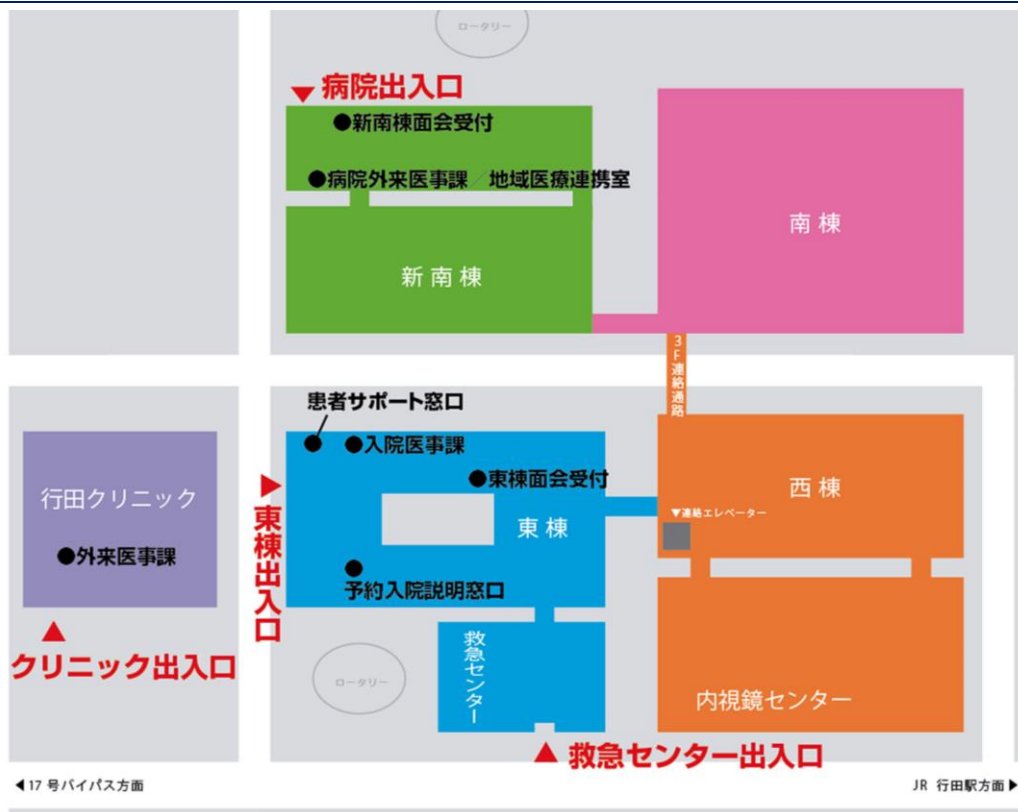 ロータリー
▼病院出入口
●新南棟面会受付
●病院外来医事課／地域医療連携室
新南棟
南棟
3F連絡通路
患者サポート窓口
●入院医事課
●東棟面会受付
東棟
西棟
▼連絡エレベーター
行田クリニック
●外来医事課
▶東棟出入口
予約入院説明窓口
▲
クリニック出入口
ロータリー
救急センター
内視鏡センター
▲救急センター出入口
◀17号バイパス方面
JR 行田駅方面▶